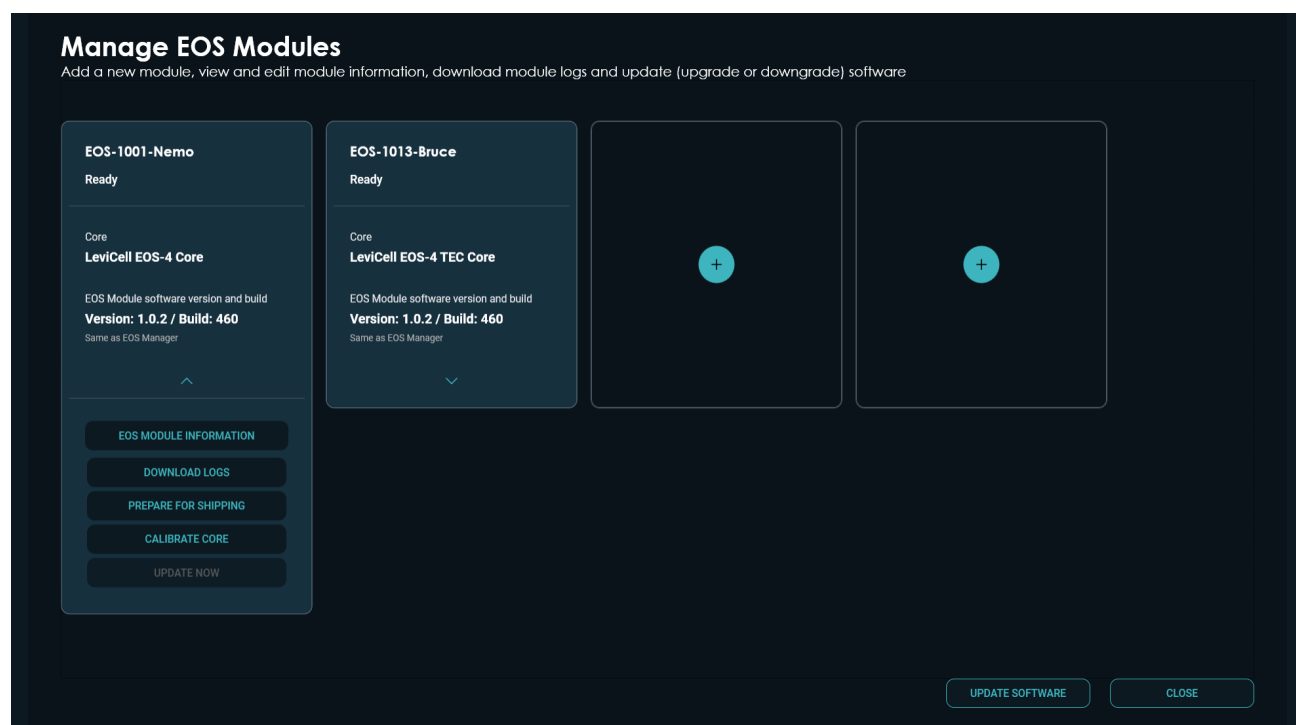 Manage EOS Modules
Add a new module, view and edit module information, download module logs and update (upgrade or downgrade) software
EOS-1001-Nemo
Ready
Core
LeviCell EOS-4 Core
EOS Module software version and build
Version: 1.0.2 / Build: 460
Same as EOS Manager
EOS MODULE INFORMATION
DOWNLOAD LOGS
PREPARE FOR SHIPPING
CALIBRATE CORE
UPDATE NOW
EOS-1013-Bruce
Ready
Core
LeviCell EOS-4 TEC Core
EOS Module software version and build
Version: 1.0.2 / Build: 460
Same as EOS Manager
+
+
UPDATE SOFTWARE
CLOSE